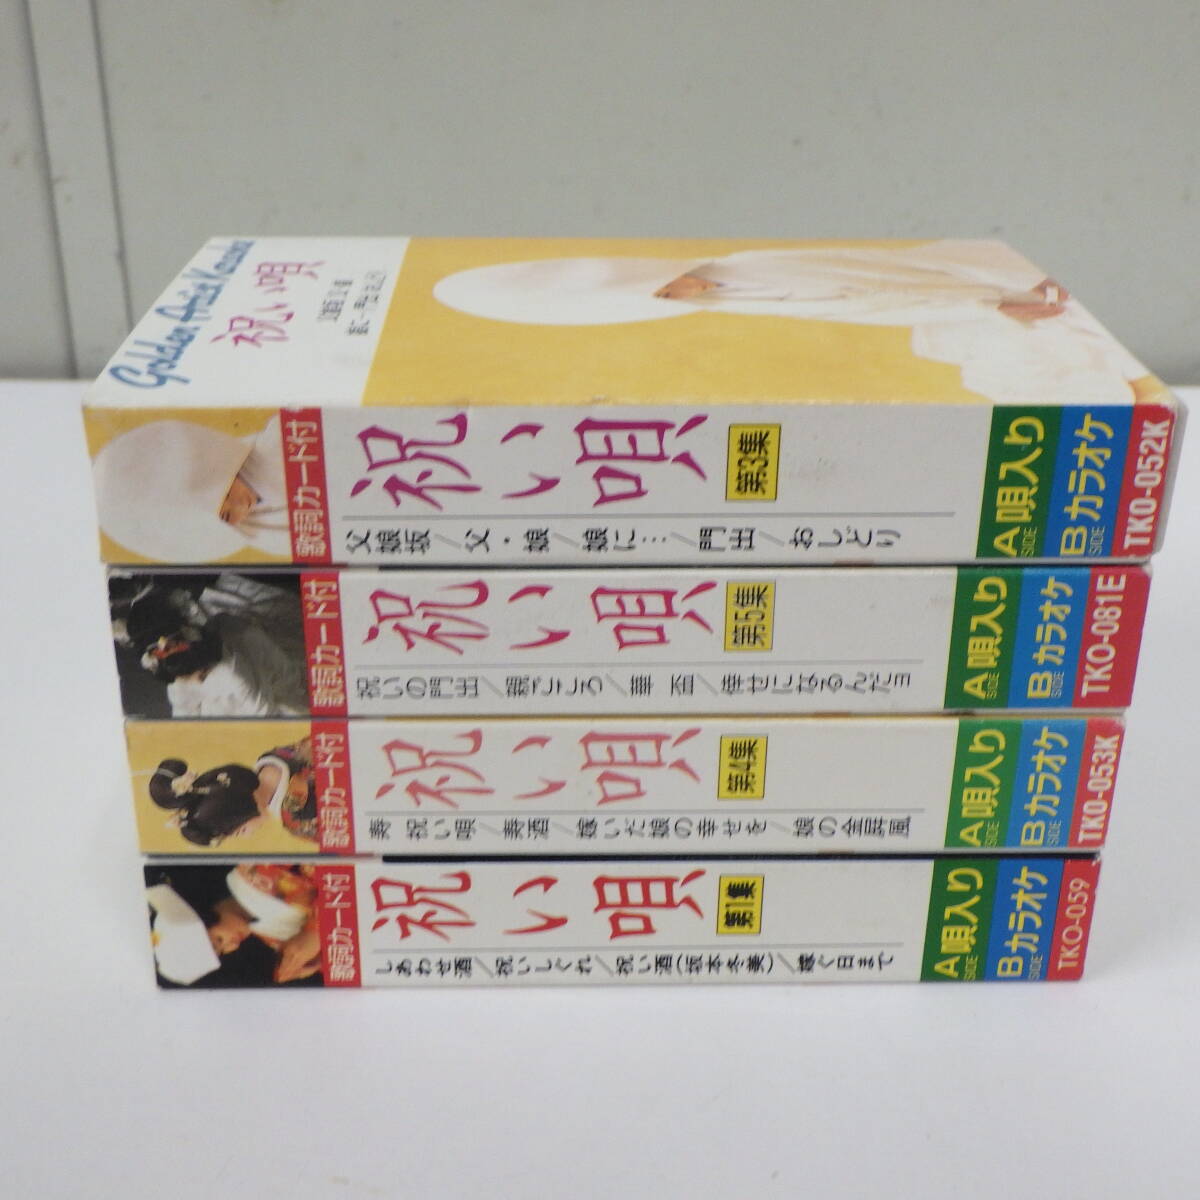 Golden Artist Karaoke
祝い唄
歌詞カード付
祝い唄
第3集
父娘坂/父・娘/娘に…/門出/おしどり
A SIDE 唄入り
B SIDE カラオケ
TKO-052K
歌詞カード付
祝い唄
第5集
祝いの門出/親ごころ/華 盃/倖せになるんだヨ
A SIDE 唄入り
B SIDE カラオケ
TKO-081E
歌詞カード付
祝い唄
第4集
寿 祝い唄/寿酒/嫁いだ娘の幸せを/娘の金屏風
A SIDE 唄入り
B SIDE カラオケ
TKO-053K
歌詞カード付
祝い唄
第1集
しあわせ酒/祝いしぐれ/祝い酒(坂本冬美)/嫁ぐ日まで
A SIDE 唄入り
B SIDE カラオケ
TKO-059